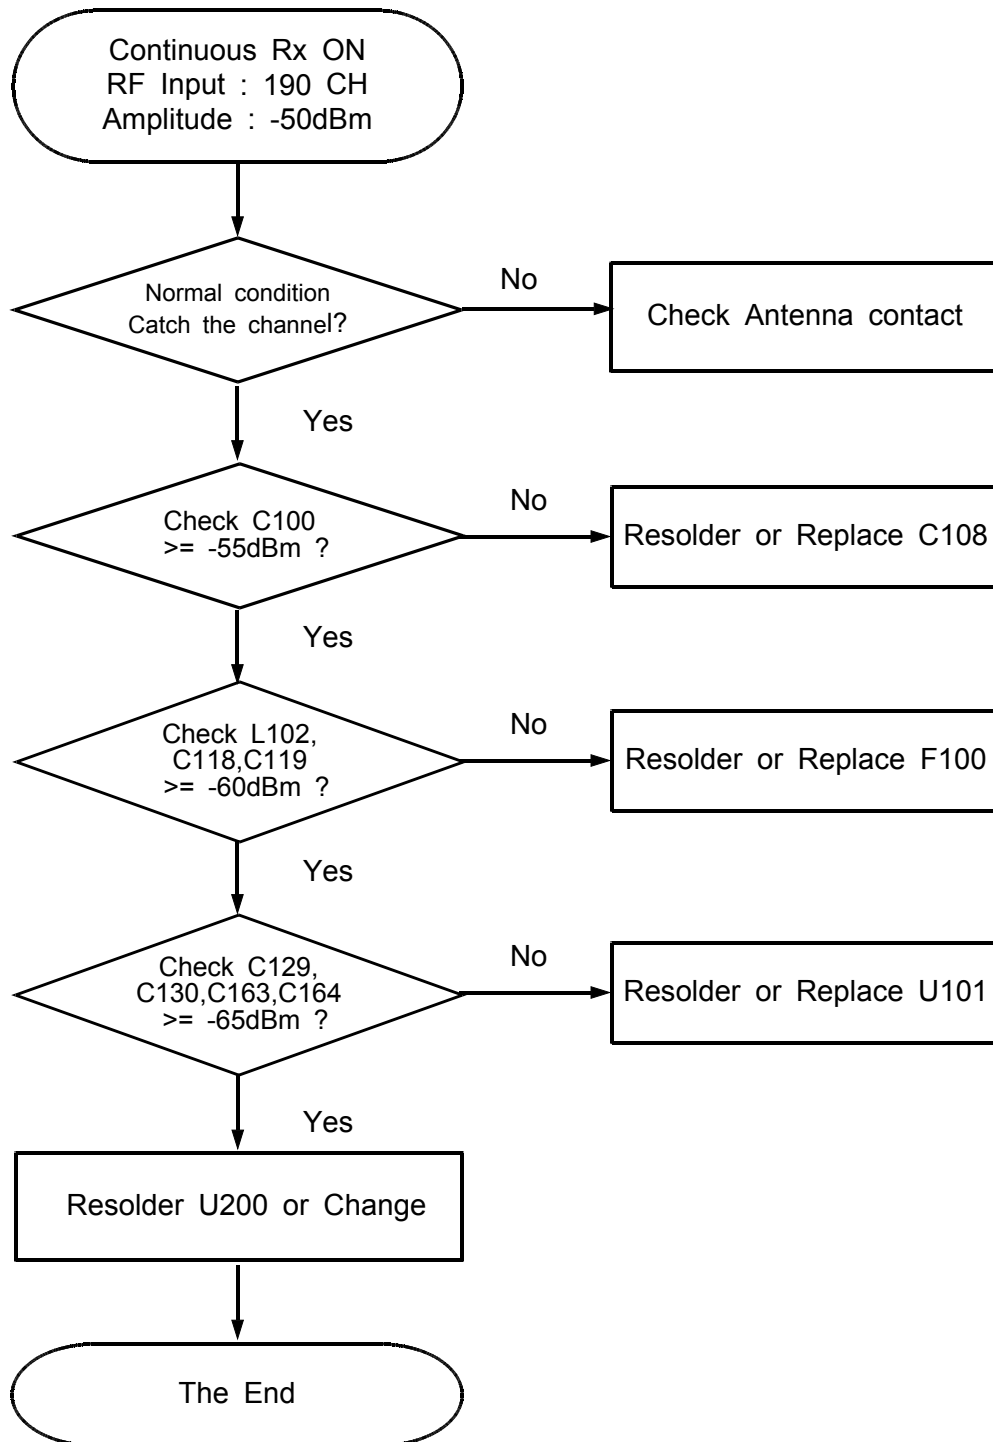 Continuous Rx ON
RF Input : 190 CH
Amplitude : -50dBm
Normal condition
Catch the channel?
No
Check Antenna contact
Yes
Check C100
>= -55dBm ?
No
Resolder or Replace C108
Yes
Check L102,
C118,C119
>= -60dBm ?
No
Resolder or Replace F100
Yes
Check C129,
C130,C163,C164
>= -65dBm ?
No
Resolder or Replace U101
Yes
Resolder U200 or Change
The End